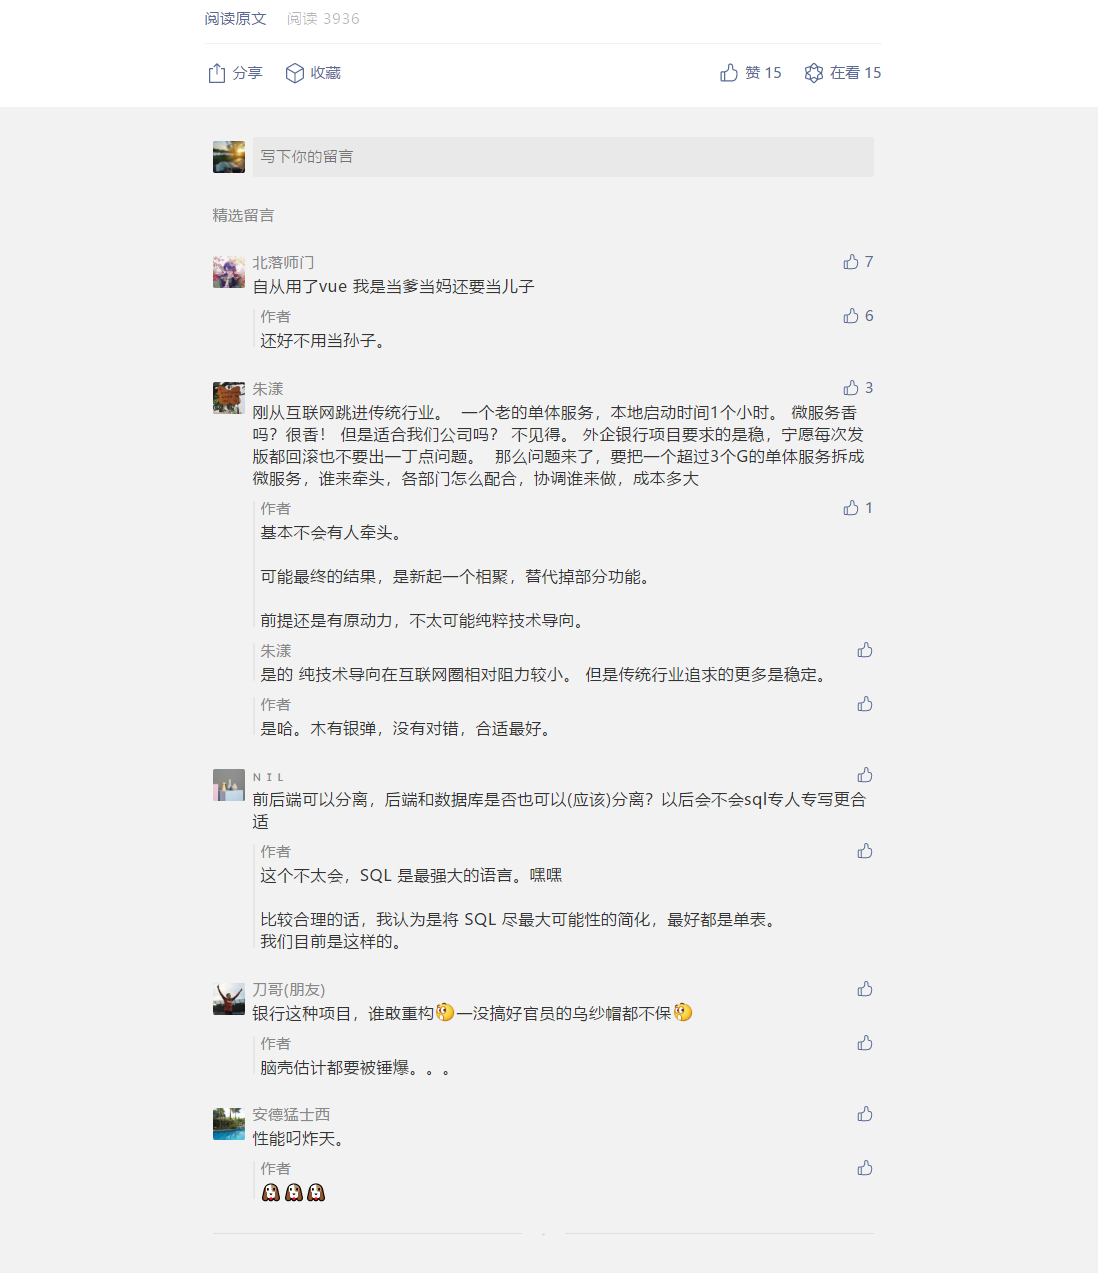 阅读原文 阅读 3936
分享 收藏 赞 15 在看 15
写下你的留言
精选留言
北落师门 7
自从用了vue 我是当爹当妈还要当儿子
作者 6
还好不用当孙子。
朱漾 3
刚从互联网跳进传统行业。 一个老的单体服务，本地启动时间1个小时。 微服务香
吗？很香！ 但是适合我们公司吗？ 不见得。 外企银行项目要求的是稳，宁愿每次发
版都回滚也不要出一丁点问题。 那么问题来了，要把一个超过3个G的单体服务拆成
微服务，谁来牵头，各部门怎么配合，协调谁来做，成本多大
作者 1
基本不会有人牵头。
可能最终的结果，是新起一个相聚，替代掉部分功能。
前提还是有原动力，不太可能纯粹技术导向。
朱漾
是的 纯技术导向在互联网圈相对阻力较小。 但是传统行业追求的更多是稳定。
作者
是哈。木有银弹，没有对错，合适最好。
ɴ ɪ ʟ
前后端可以分离，后端和数据库是否也可以(应该)分离？以后会不会sql专人专写更合
适
作者
这个不太会，SQL 是最强大的语言。嘿嘿
比较合理的话，我认为是将 SQL 尽最大可能性的简化，最好都是单表。
我们目前是这样的。
刀哥(朋友)
银行这种项目，谁敢重构🤔一没搞好官员的乌纱帽都不保🤔
作者
脑壳估计都要被锤爆。。。
安德猛士西
性能叼炸天。
作者
🐶🐶🐶